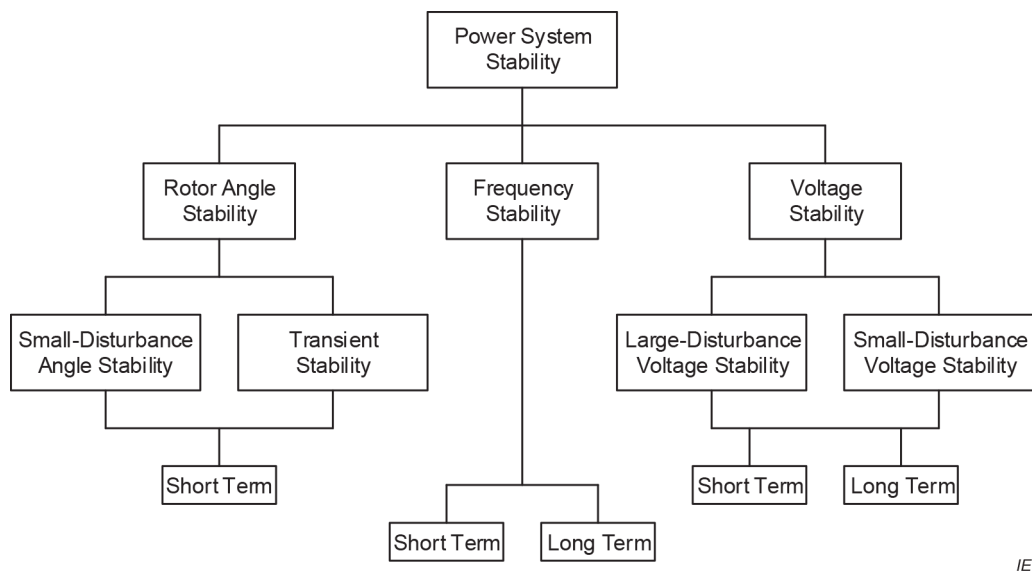 Power System
Stability
Rotor Angle
Stability
Frequency
Stability
Voltage
Stability
Small-Disturbance
Angle Stability
Transient
Stability
Large-Disturbance
Voltage Stability
Small-Disturbance
Voltage Stability
Short Term
Short Term
Long Term
Short Term
Long Term
IE